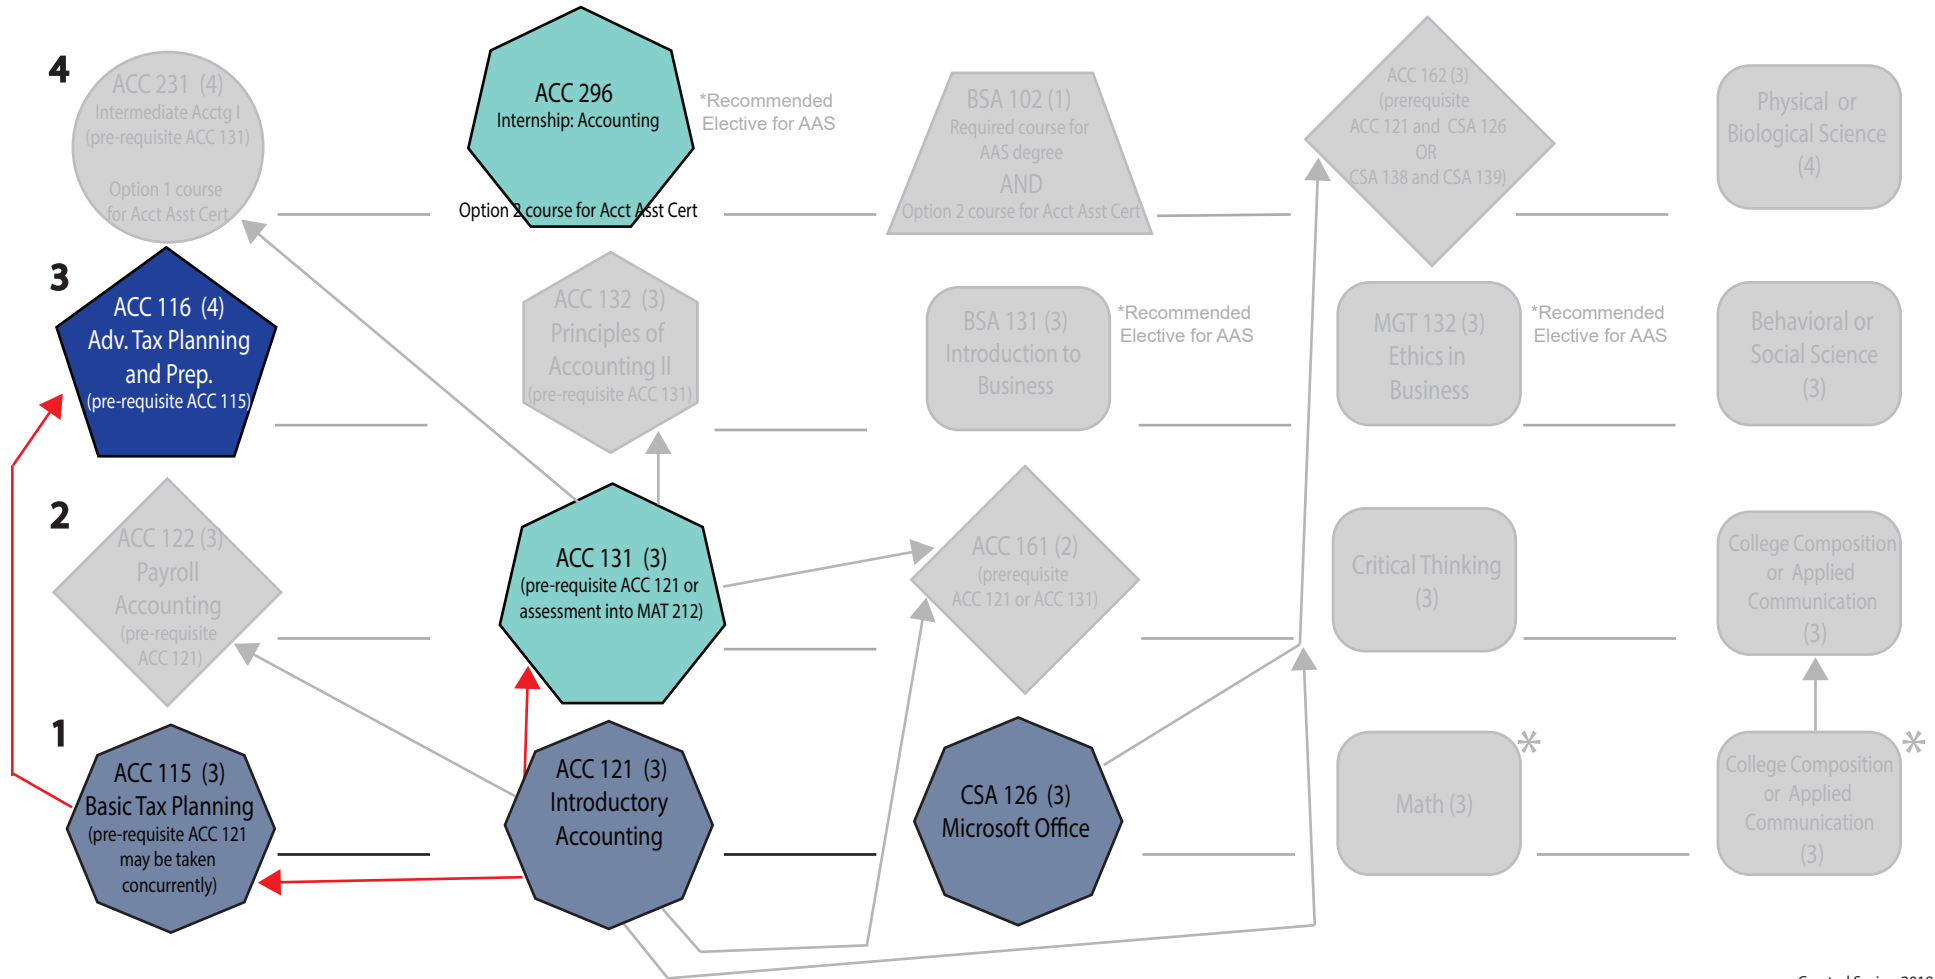 4
ACC 231 (4)
Intermediate Acctg I
(pre-requisite ACC 131)
Option 1 course
for Acct Asst Cert
ACC 296
Internship: Accounting
Option 2 course for Acct Asst Cert
*Recommended
Elective for AAS
BSA 102 (1)
Required course for
AAS degree
AND
Option 2 course for Acct Asst Cert
ACC 162 (3)
(prerequisite
ACC 121 and CSA 126
OR
CSA 138 and CSA 139)
Physical or
Biological Science
(4)
3
ACC 116 (4)
Adv. Tax Planning
and Prep.
(pre-requisite ACC 115)
ACC 132 (3)
Principles of
Accounting II
(pre-requisite ACC 131)
BSA 131 (3)
Introduction to
Business
*Recommended
Elective for AAS
MGT 132 (3)
Ethics in
Business
*Recommended
Elective for AAS
Behavioral or
Social Science
(3)
2
ACC 122 (3)
Payroll
Accounting
(pre-requisite
ACC 121)
ACC 131 (3)
(pre-requisite ACC 121 or
assessment into MAT 212)
ACC 161 (2)
(prerequisite
ACC 121 or ACC 131)
Critical Thinking
(3)
College Composition
or Applied
Communication
(3)
1
ACC 115 (3)
Basic Tax Planning
(pre-requisite ACC 121
may be taken
concurrently)
ACC 121 (3)
Introductory
Accounting
CSA 126 (3)
Microsoft Office
Math (3)
*
College Composition
or Applied
Communication
(3)
*